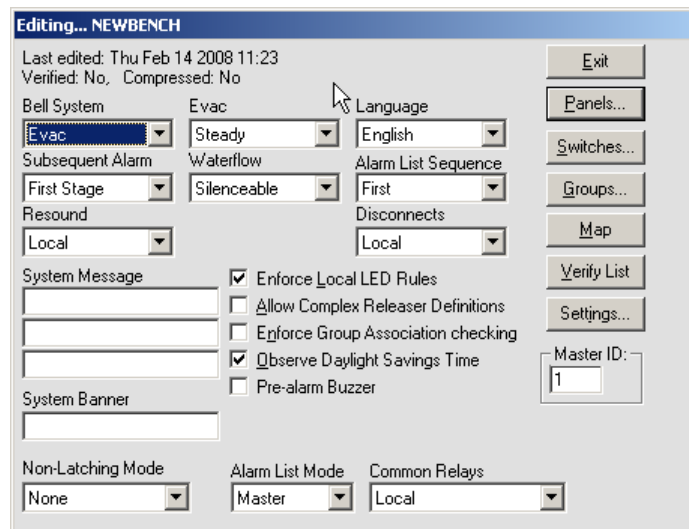 Editing... NEWBENCH
Last edited: Thu Feb 14 2008 11:23
Verified: No, Compressed: No
Exit
Bell System Evac Language
Panels...
Evac Steady English
Switches...
Subsequent Alarm Waterflow Alarm List Sequence
First Stage Silenceable First
Groups...
Resound Disconnects
Map
Local Local
System Message
Enforce Local LED Rules
Verify List
Allow Complex Releaser Definitions
Settings...
Enforce Group Association checking
Observe Daylight Savings Time
Master ID:
1
Pre-alarm Buzzer
System Banner
Non-Latching Mode Alarm List Mode Common Relays
None Master Local